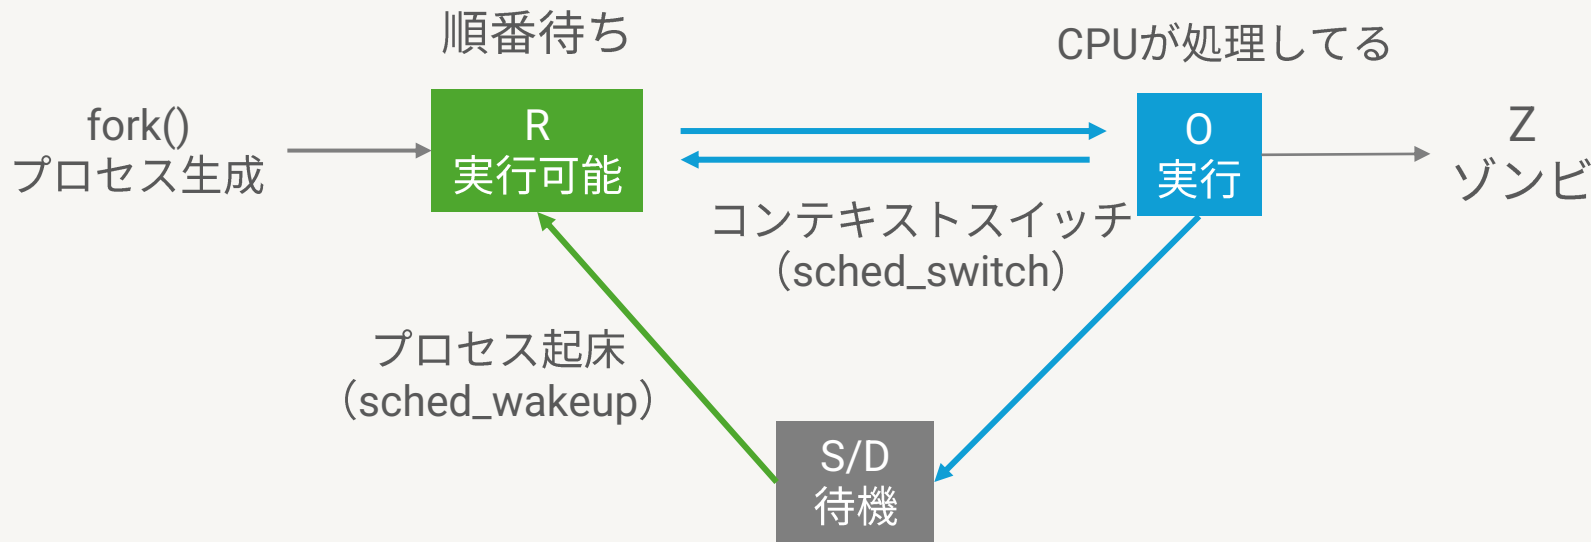 順番待ち
CPUが処理してる
fork()
プロセス生成
R
実行可能
O
実行
Z
ゾンビ
コンテキストスイッチ
（sched_switch）
プロセス起床
（sched_wakeup）
S/D
待機